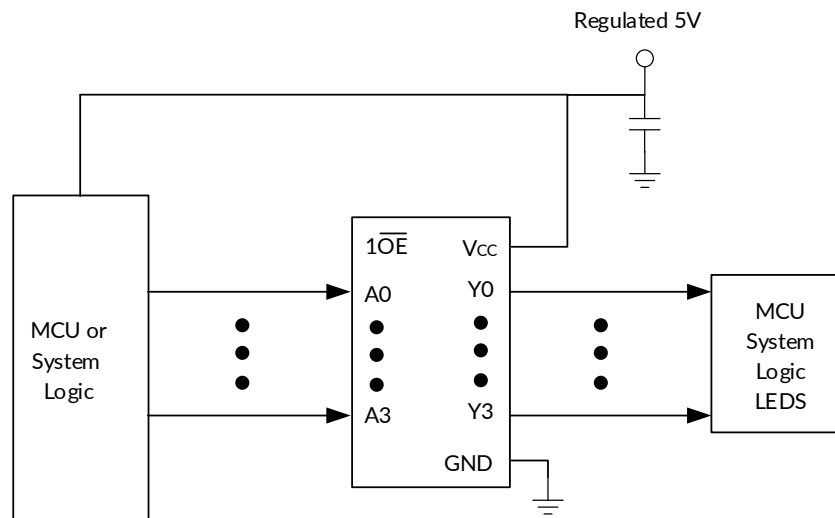 Regulated 5V
1OE
VCC
A0
Y0
A3
Y3
GND
MCU or
System
Logic
MCU
System
Logic
LEDS